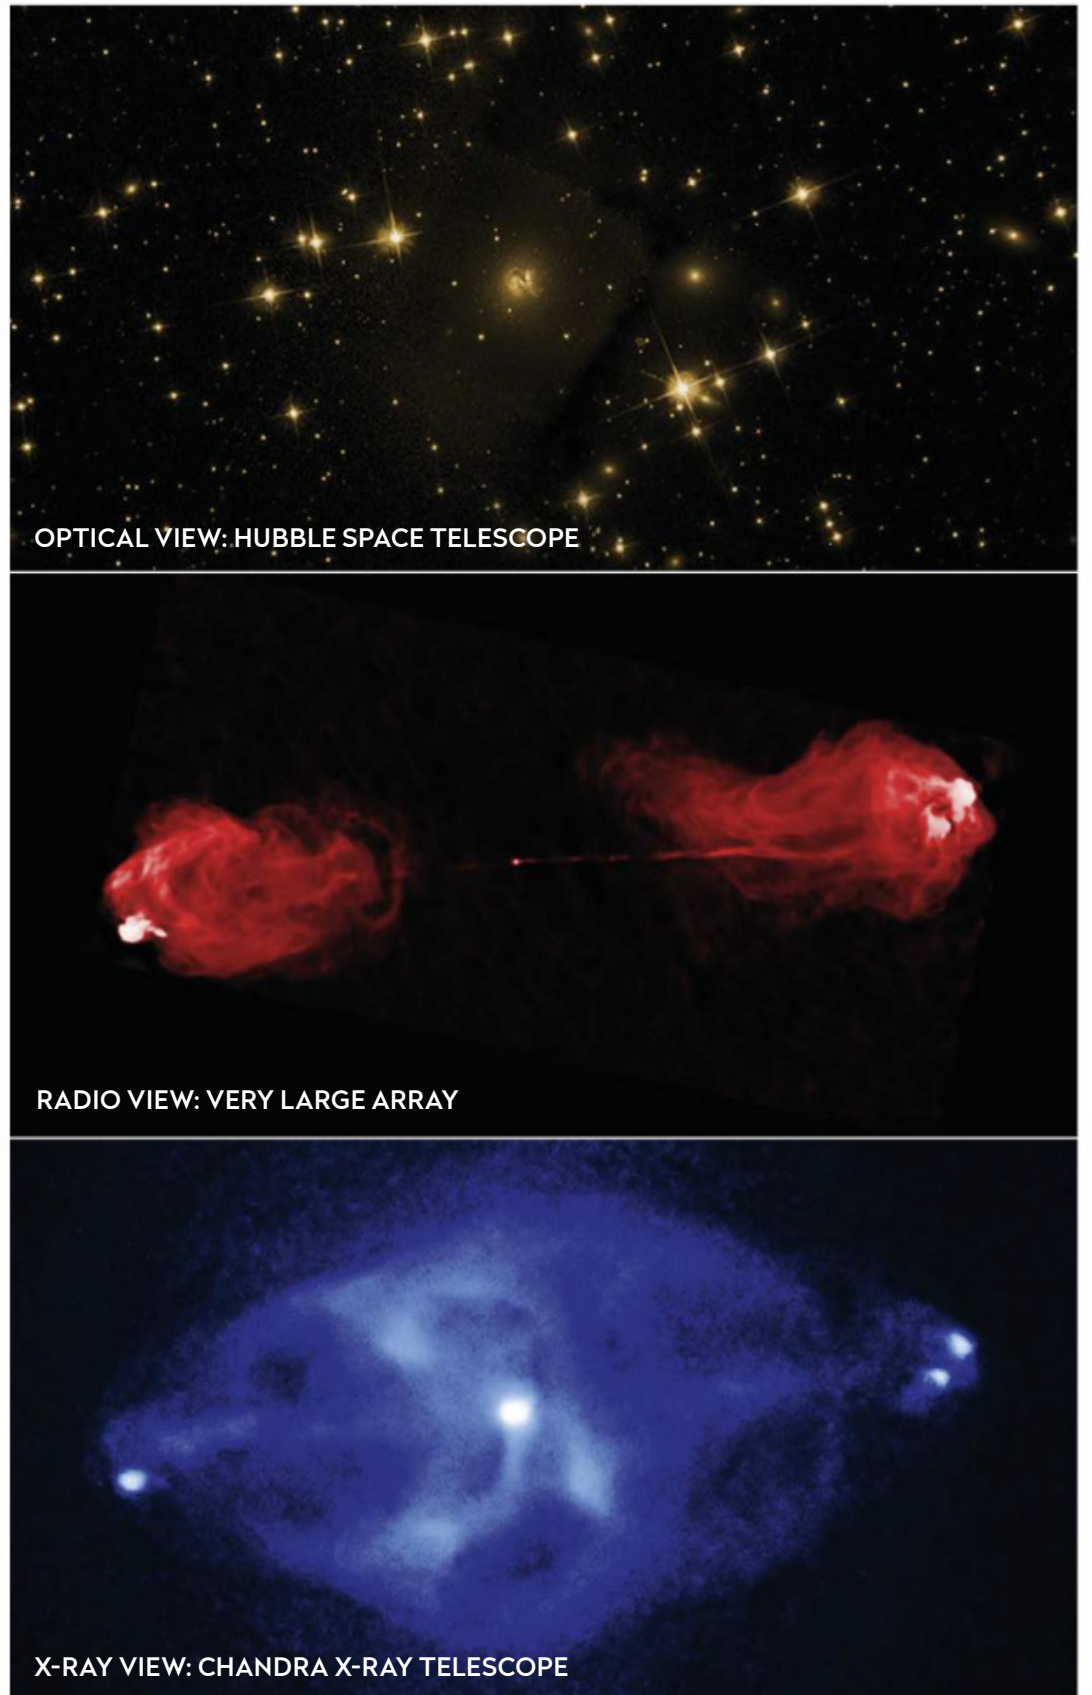 OPTICAL VIEW: HUBBLE SPACE TELESCOPE
RADIO VIEW: VERY LARGE ARRAY
X-RAY VIEW: CHANDRA X-RAY TELESCOPE